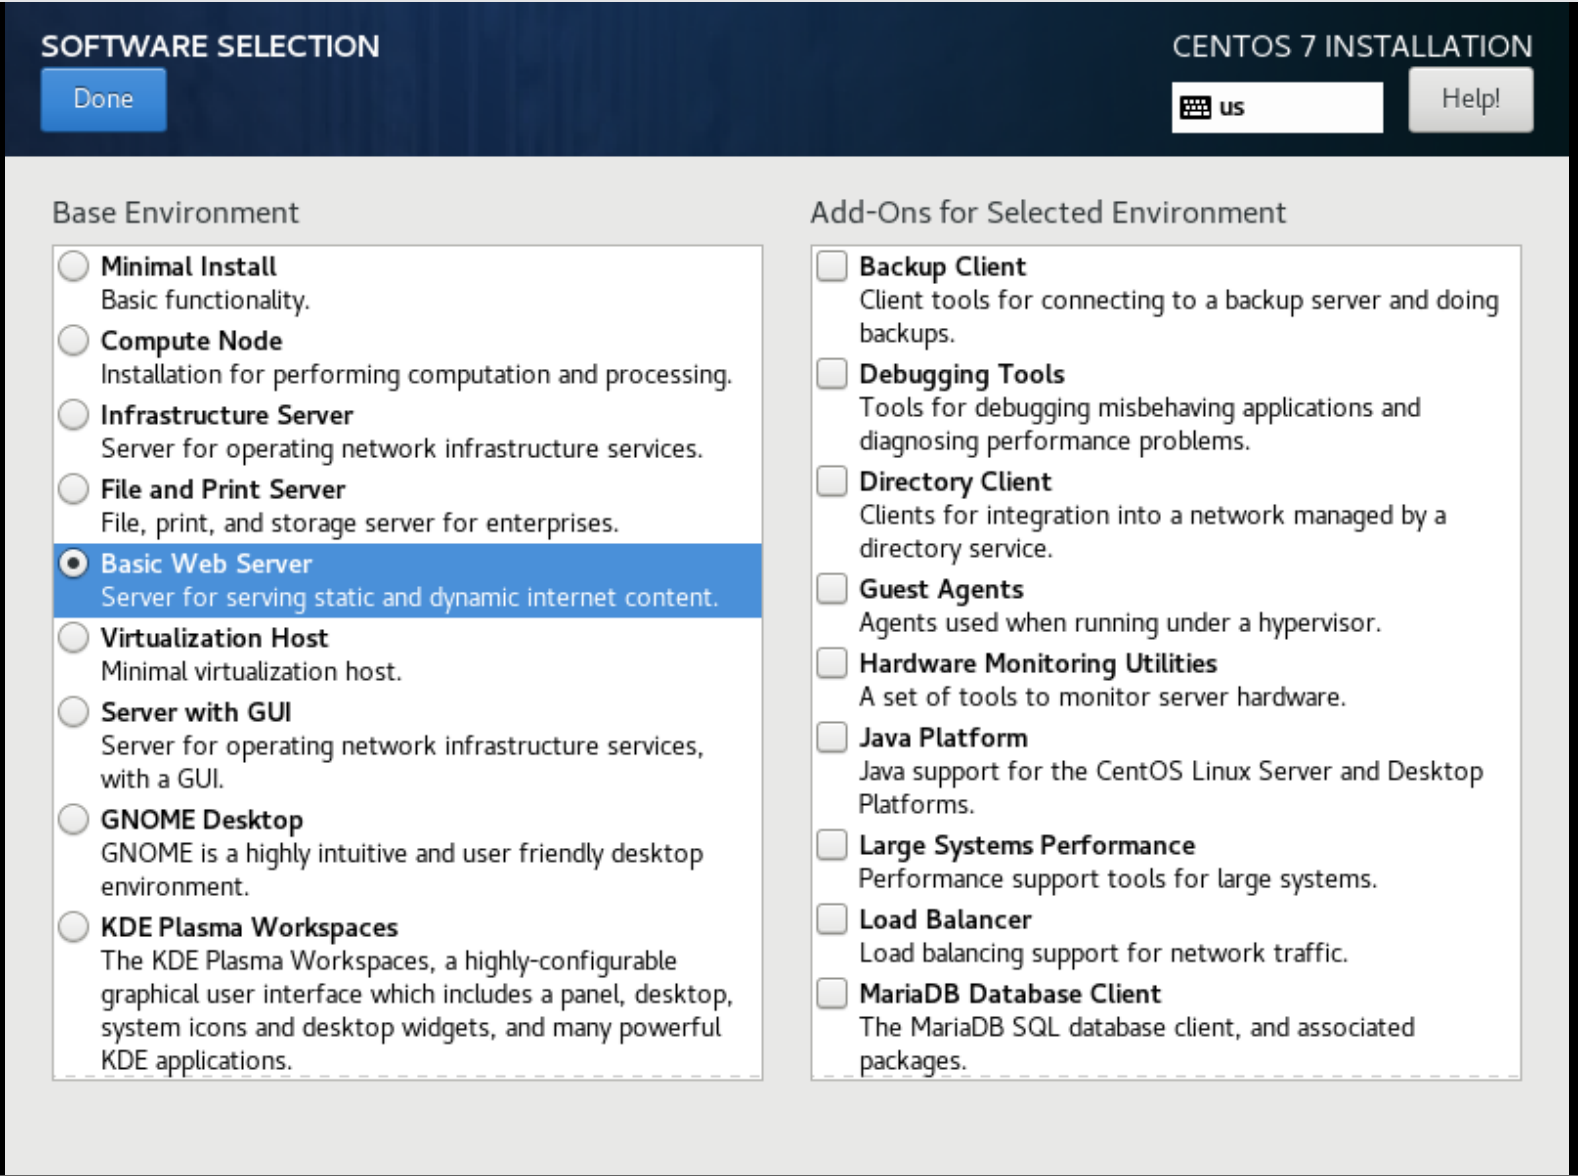 SOFTWARE SELECTION
CENTOS 7 INSTALLATION
Done
us
Help!
Base Environment
Minimal Install
Basic functionality.
Compute Node
Installation for performing computation and processing.
Infrastructure Server
Server for operating network infrastructure services.
File and Print Server
File, print, and storage server for enterprises.
Basic Web Server
Server for serving static and dynamic internet content.
Virtualization Host
Minimal virtualization host.
Server with GUI
Server for operating network infrastructure services,
with a GUI.
GNOME Desktop
GNOME is a highly intuitive and user friendly desktop
environment.
KDE Plasma Workspaces
The KDE Plasma Workspaces, a highly-configurable
graphical user interface which includes a panel, desktop,
system icons and desktop widgets, and many powerful
KDE applications.
Add-Ons for Selected Environment
Backup Client
Client tools for connecting to a backup server and doing
backups.
Debugging Tools
Tools for debugging misbehaving applications and
diagnosing performance problems.
Directory Client
Clients for integration into a network managed by a
directory service.
Guest Agents
Agents used when running under a hypervisor.
Hardware Monitoring Utilities
A set of tools to monitor server hardware.
Java Platform
Java support for the CentOS Linux Server and Desktop
Platforms.
Large Systems Performance
Performance support tools for large systems.
Load Balancer
Load balancing support for network traffic.
MariaDB Database Client
The MariaDB SQL database client, and associated
packages.